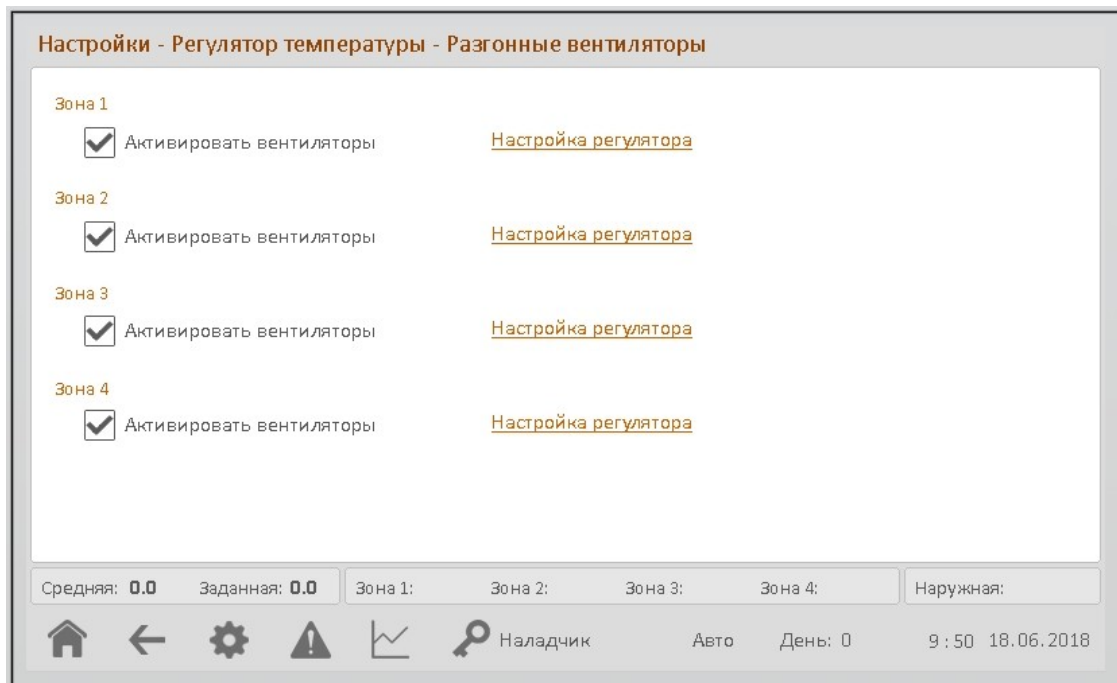 Настройки - Регулятор температуры - Разгонные вентиляторы
Зона 1
Активировать вентиляторы Настройка регулятора
Зона 2
Активировать вентиляторы Настройка регулятора
Зона 3
Активировать вентиляторы Настройка регулятора
Зона 4
Активировать вентиляторы Настройка регулятора
Средняя: 0.0 Заданная: 0.0 Зона 1: Зона 2: Зона 3: Зона 4: Наружная:
Наладчик Авто День: 0 9:50 18.06.2018